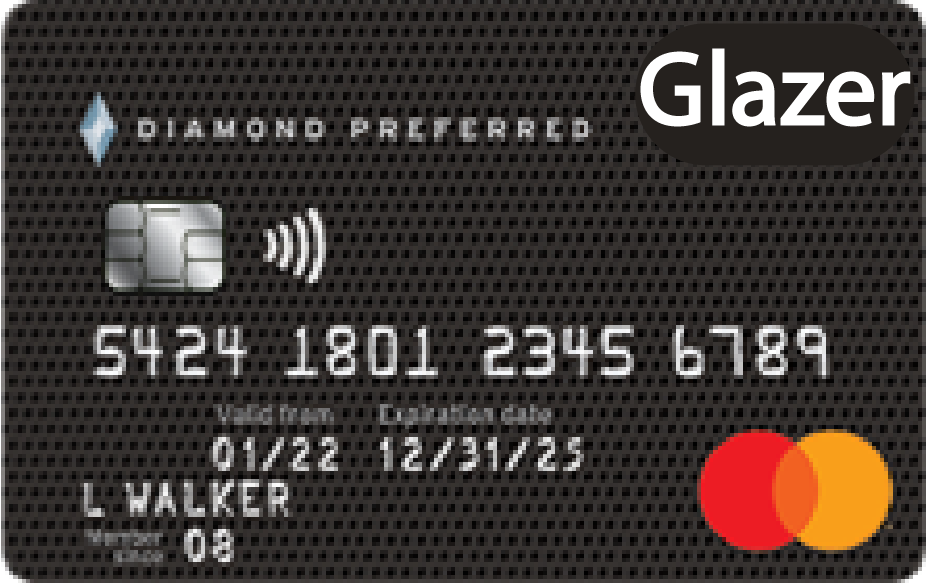 Glazer
DIAMOND PREFERRED
5424 1801 2345 6789
Valid from Expiration date
01/22 12/31/25
L WALKER
Member
since 08